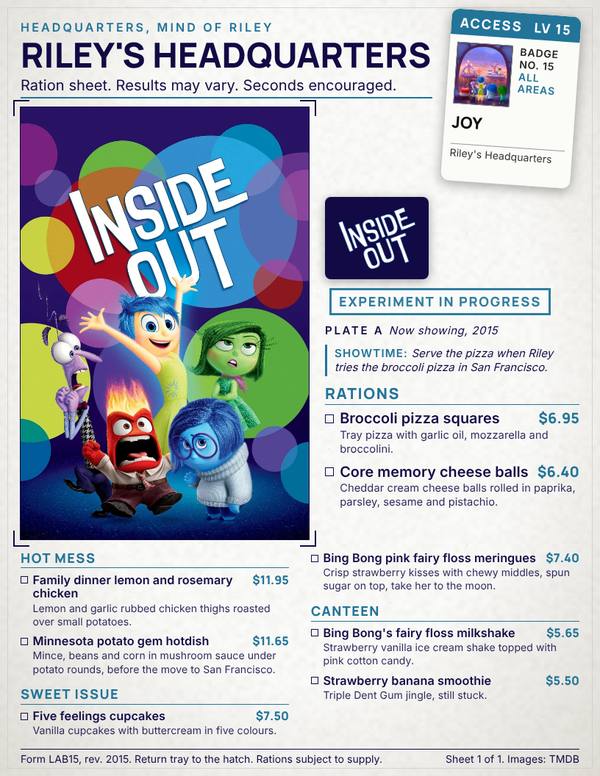 HEADQUARTERS, MIND OF RILEY
RILEY'S HEADQUARTERS
Ration sheet. Results may vary. Seconds encouraged.
ACCESS LV 15
BADGE
NO. 15
ALL
AREAS
JOY
Riley's Headquarters
INSIDE
OUT
INSIDE
OUT
EXPERIMENT IN PROGRESS
PLATE A Now showing, 2015
SHOWTIME: Serve the pizza when Riley
tries the broccoli pizza in San Francisco.
RATIONS
Broccoli pizza squares $6.95
Tray pizza with garlic oil, mozzarella and
broccolini.
Core memory cheese balls $6.40
Cheddar cream cheese balls rolled in paprika,
parsley, sesame and pistachio.
HOT MESS
Family dinner lemon and rosemary $11.95
chicken
Lemon and garlic rubbed chicken thighs roasted
over small potatoes.
Minnesota potato gem hotdish $11.65
Mince, beans and corn in mushroom sauce under
potato rounds, before the move to San Francisco.
SWEET ISSUE
Five feelings cupcakes $7.50
Vanilla cupcakes with buttercream in five colours.
Bing Bong pink fairy floss meringues $7.40
Crisp strawberry kisses with chewy middles, spun
sugar on top, take her to the moon.
CANTEEN
Bing Bong's fairy floss milkshake $5.65
Strawberry vanilla ice cream shake topped with
pink cotton candy.
Strawberry banana smoothie $5.50
Triple Dent Gum jingle, still stuck.
Form LAB15, rev. 2015. Return tray to the hatch. Rations subject to supply. Sheet 1 of 1. Images: TMDB